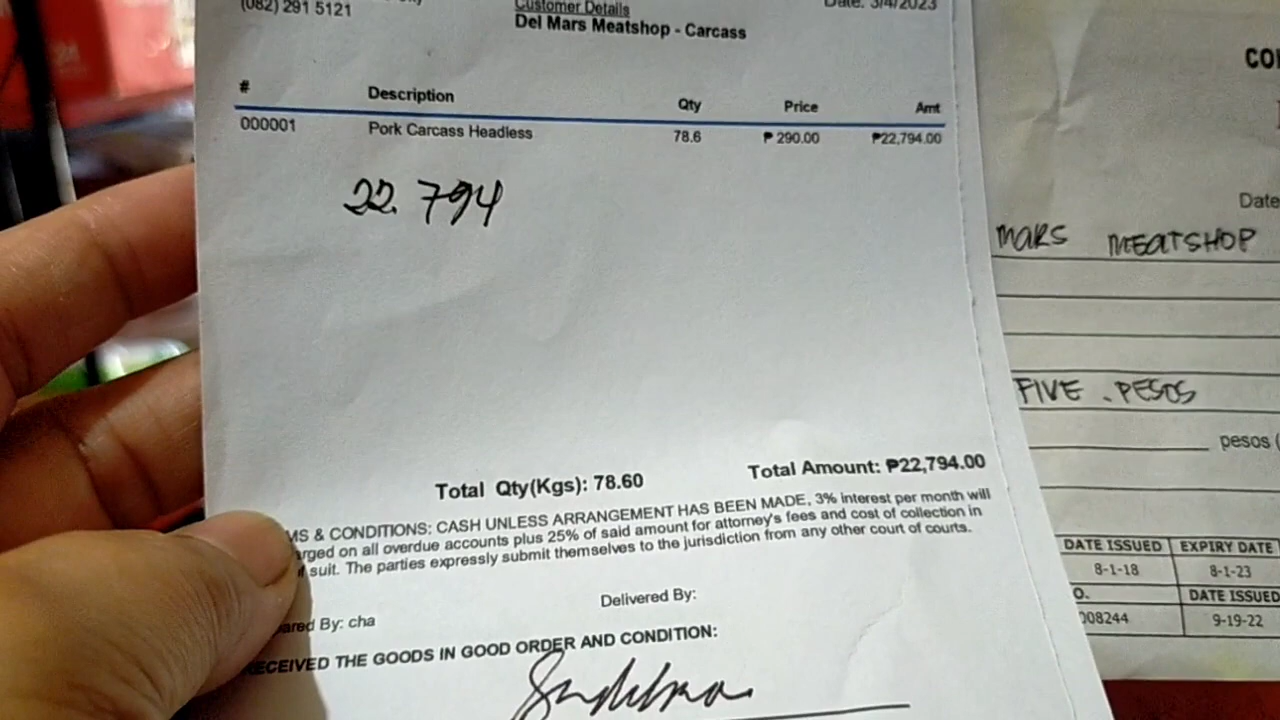 (082) 291 5121
Customer Details
Date: 3/4/2023
Del Mars Meatshop - Carcass
# Description Qty Price Amt
000001 Pork Carcass Headless 78.6 ₱ 290.00 ₱22,794.00
22.794
Total Qty(Kgs): 78.60 Total Amount: ₱22,794.00
MS & CONDITIONS: CASH UNLESS ARRANGEMENT HAS BEEN MADE, 3% interest per month will
arged on all overdue accounts plus 25% of said amount for attorney's fees and cost of collection in
suit. The parties expressly submit themselves to the jurisdiction from any other court of courts.
Delivered By:
ared By: cha
ECEIVED THE GOODS IN GOOD ORDER AND CONDITION:
CO
Date
MARS MEATSHOP
FIVE . PESOS
pesos (
DATE ISSUED EXPIRY DATE
8-1-18 8-1-23
O. DATE ISSUED
008244 9-19-22